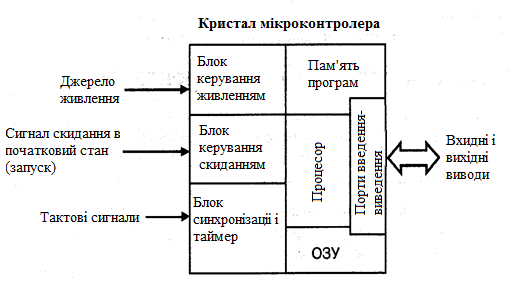 Кристал мікроконтролера
Джерело
живлення
Блок
керування
живленням
Пам'ять
програм
Сигнал скидання в
початковий стан
(запуск)
Блок
керування
скиданням
Процесор
Порти введення-
виведення
Вхидні і
вихідні
виводи
Тактові сигнали
Блок
синхронізації і
таймер
ОЗУ